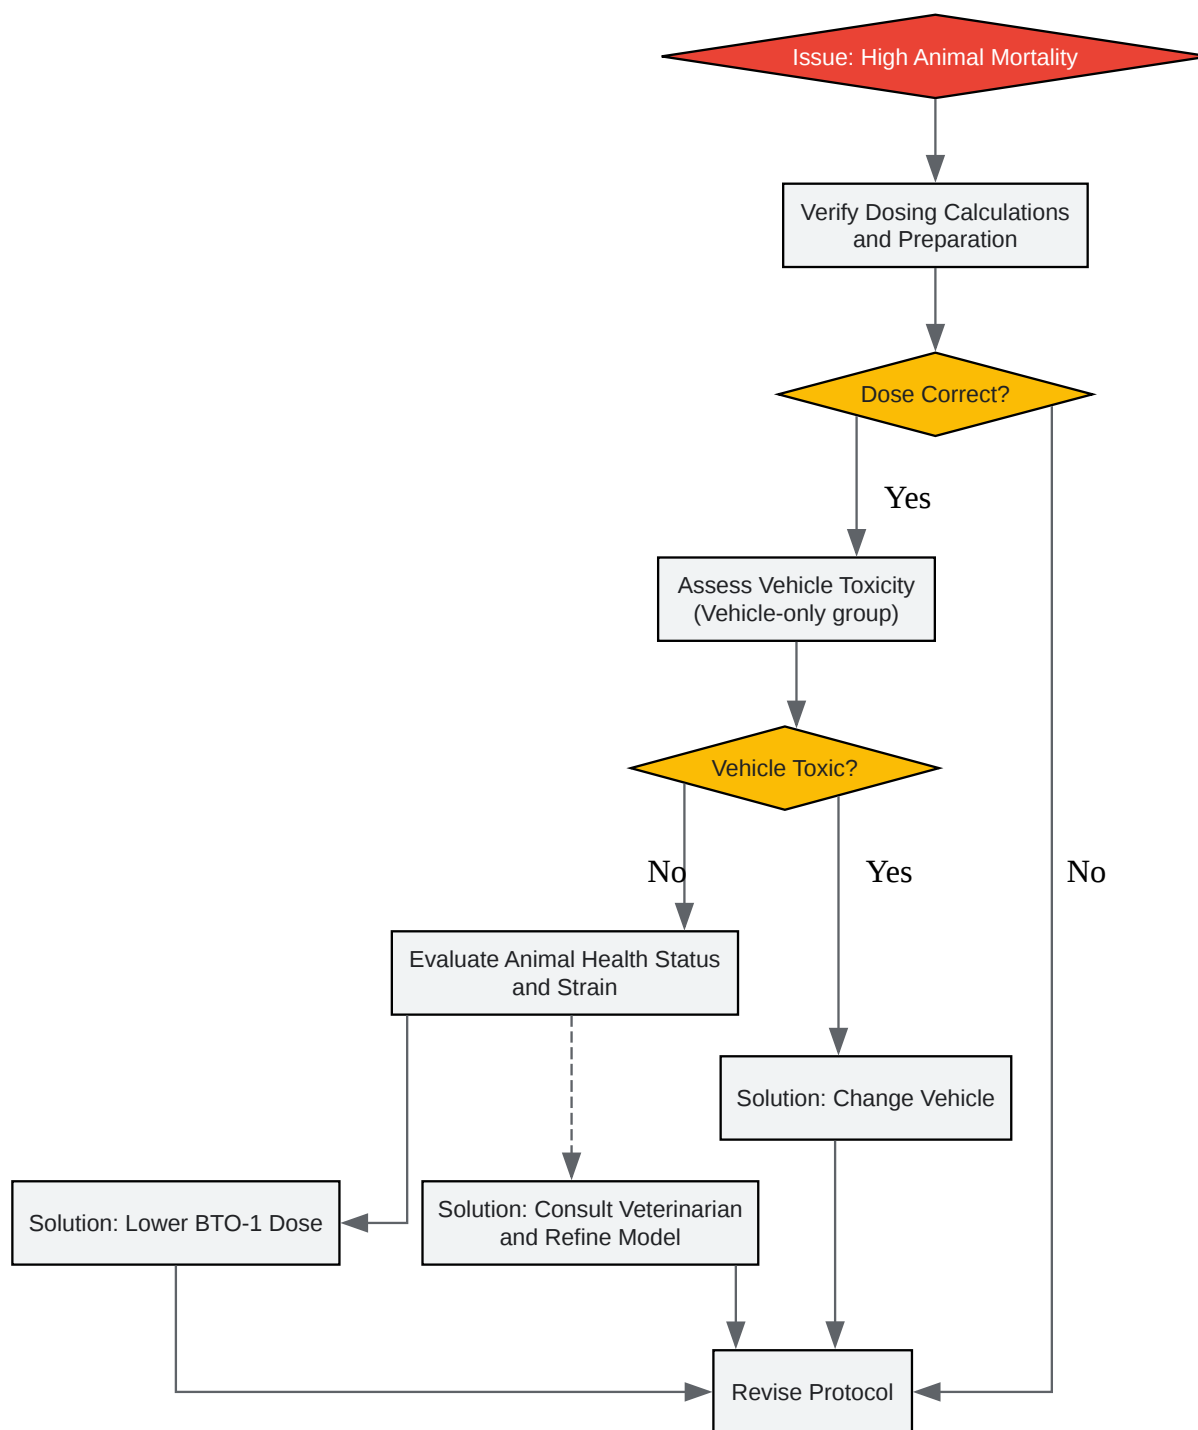 Issue: High Animal Mortality
Verify Dosing Calculations
and Preparation
Dose Correct?
Yes
Assess Vehicle Toxicity
(Vehicle-only group)
Vehicle Toxic?
No
Yes
No
Evaluate Animal Health Status
and Strain
Solution: Change Vehicle
Solution: Lower BTO-1 Dose
Solution: Consult Veterinarian
and Refine Model
Revise Protocol